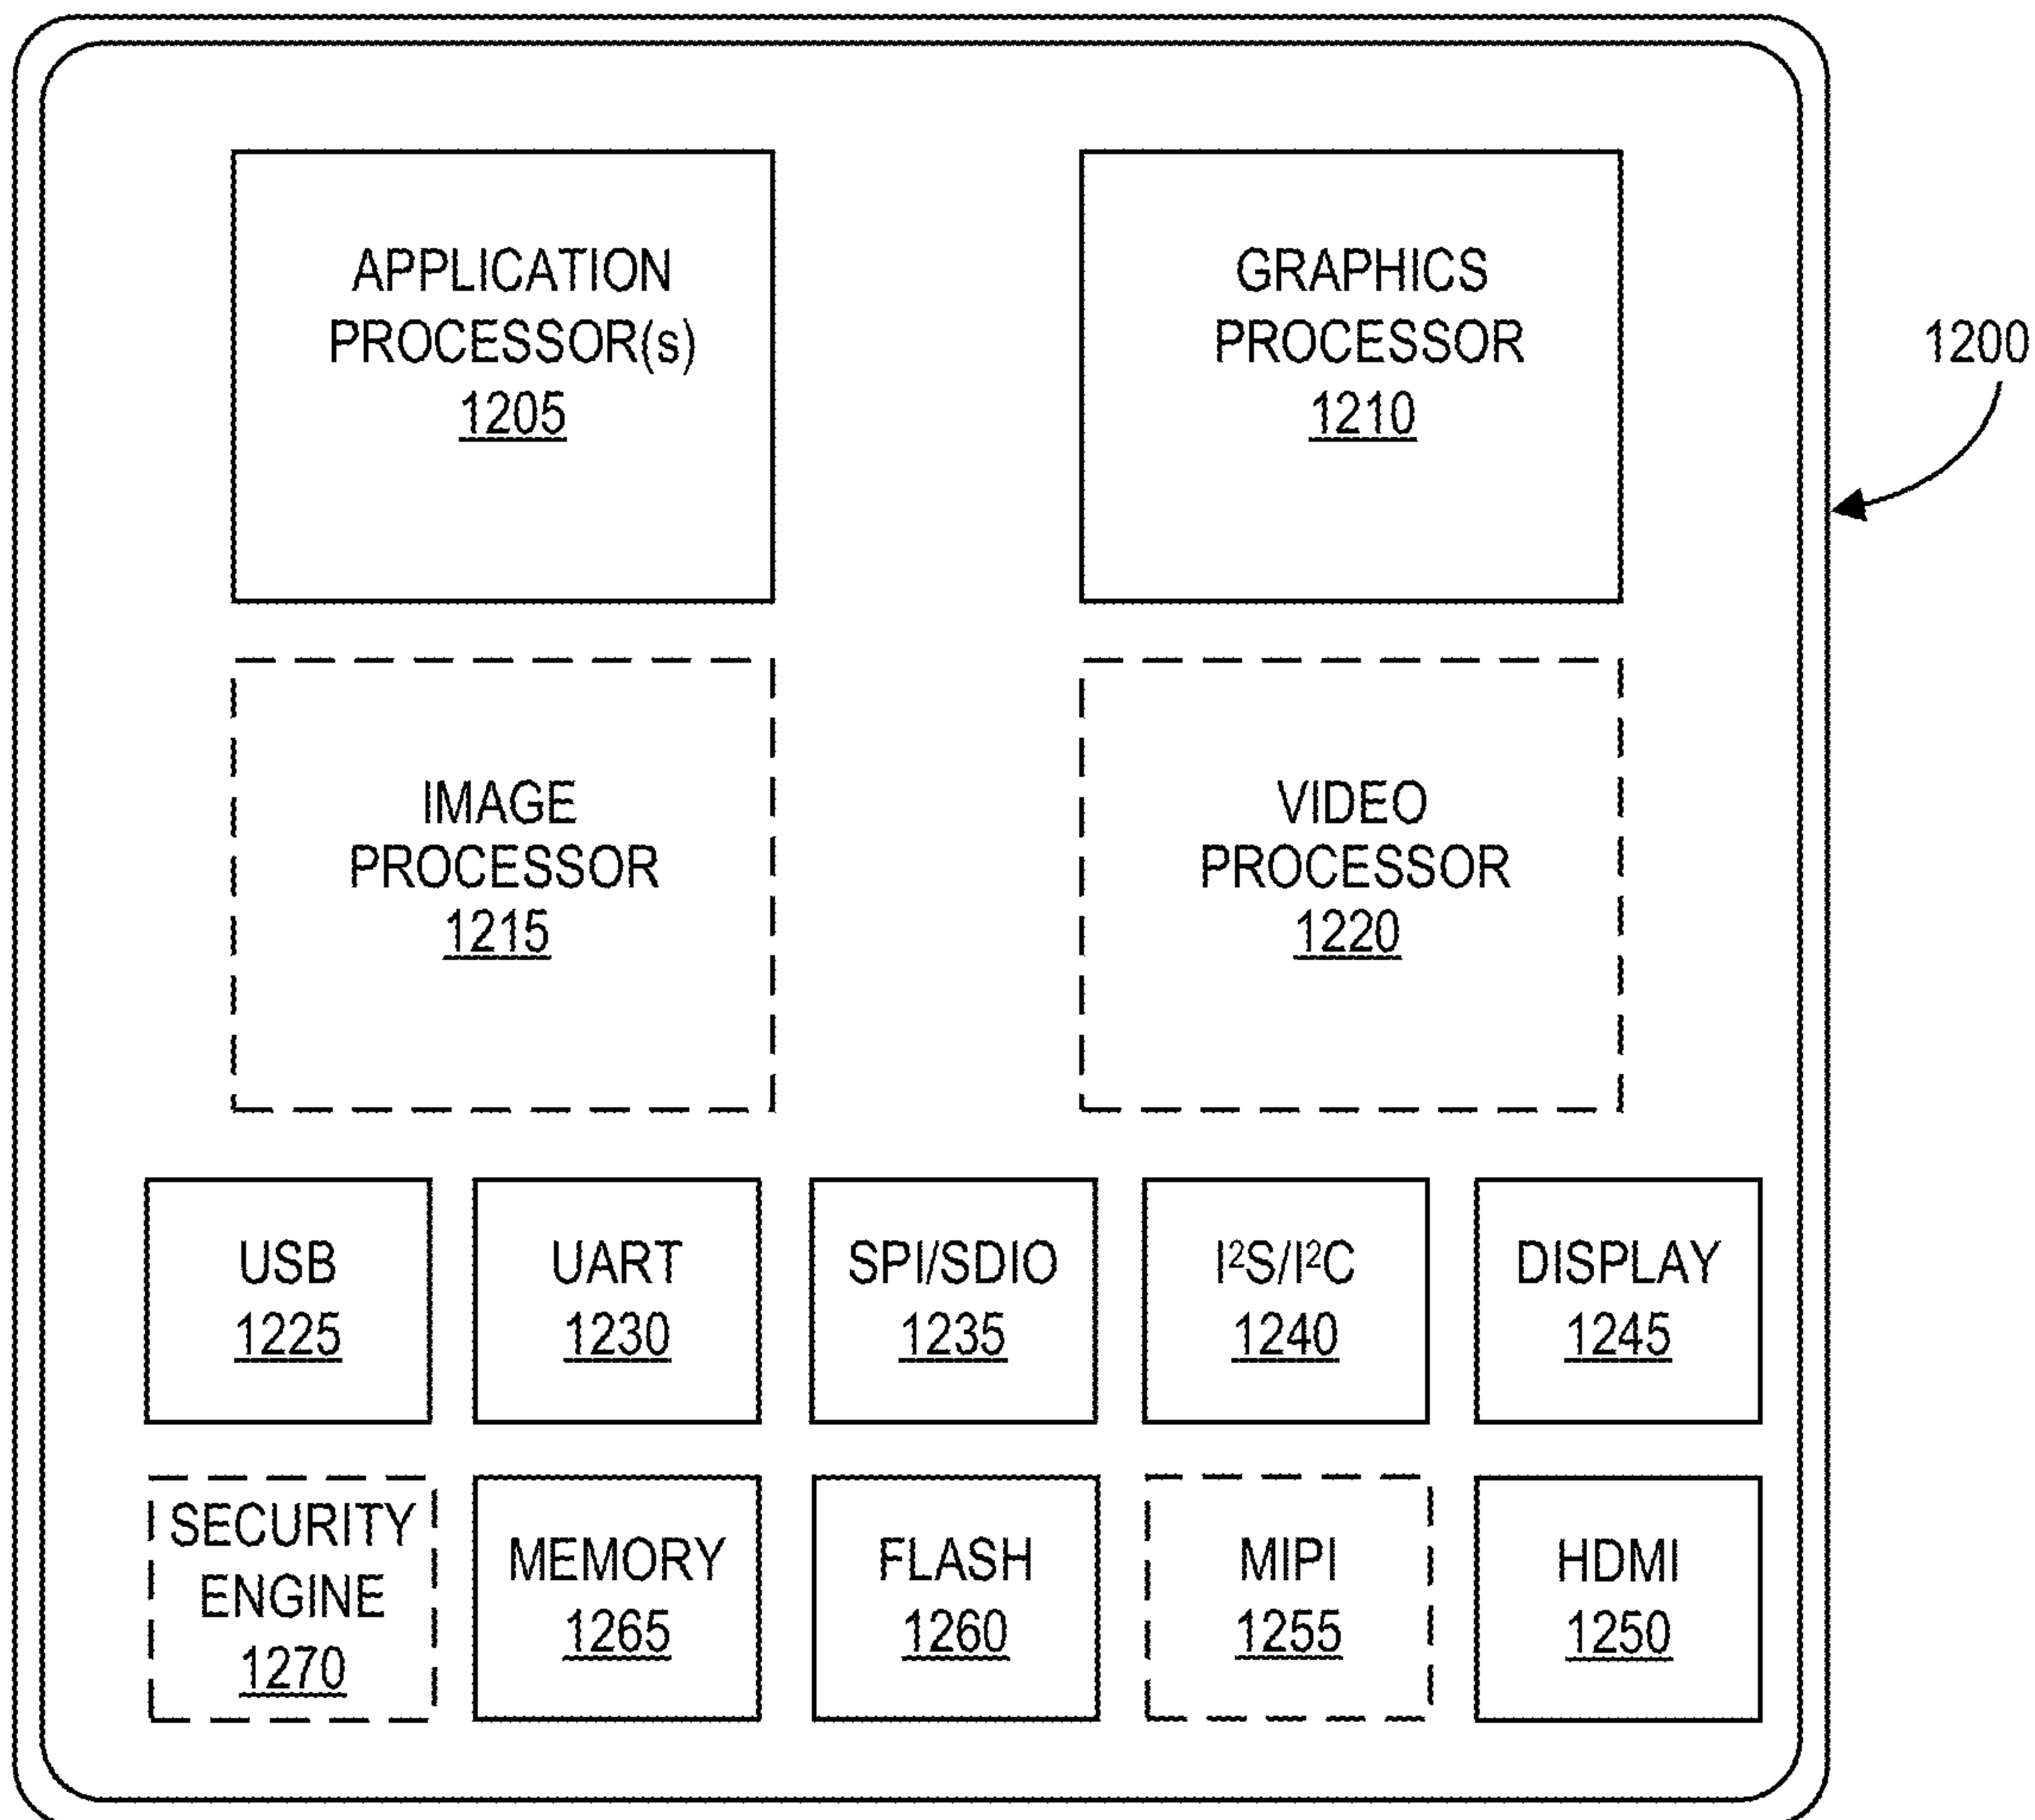 APPLICATION
PROCESSOR(s)
1205
GRAPHICS
PROCESSOR
1210
1200
IMAGE
PROCESSOR
1215
VIDEO
PROCESSOR
1220
USB
1225
UART
1230
SPI/SDIO
1235
I²S/I²C
1240
DISPLAY
1245
SECURITY
ENGINE
1270
MEMORY
1265
FLASH
1260
MIPI
1255
HDMI
1250